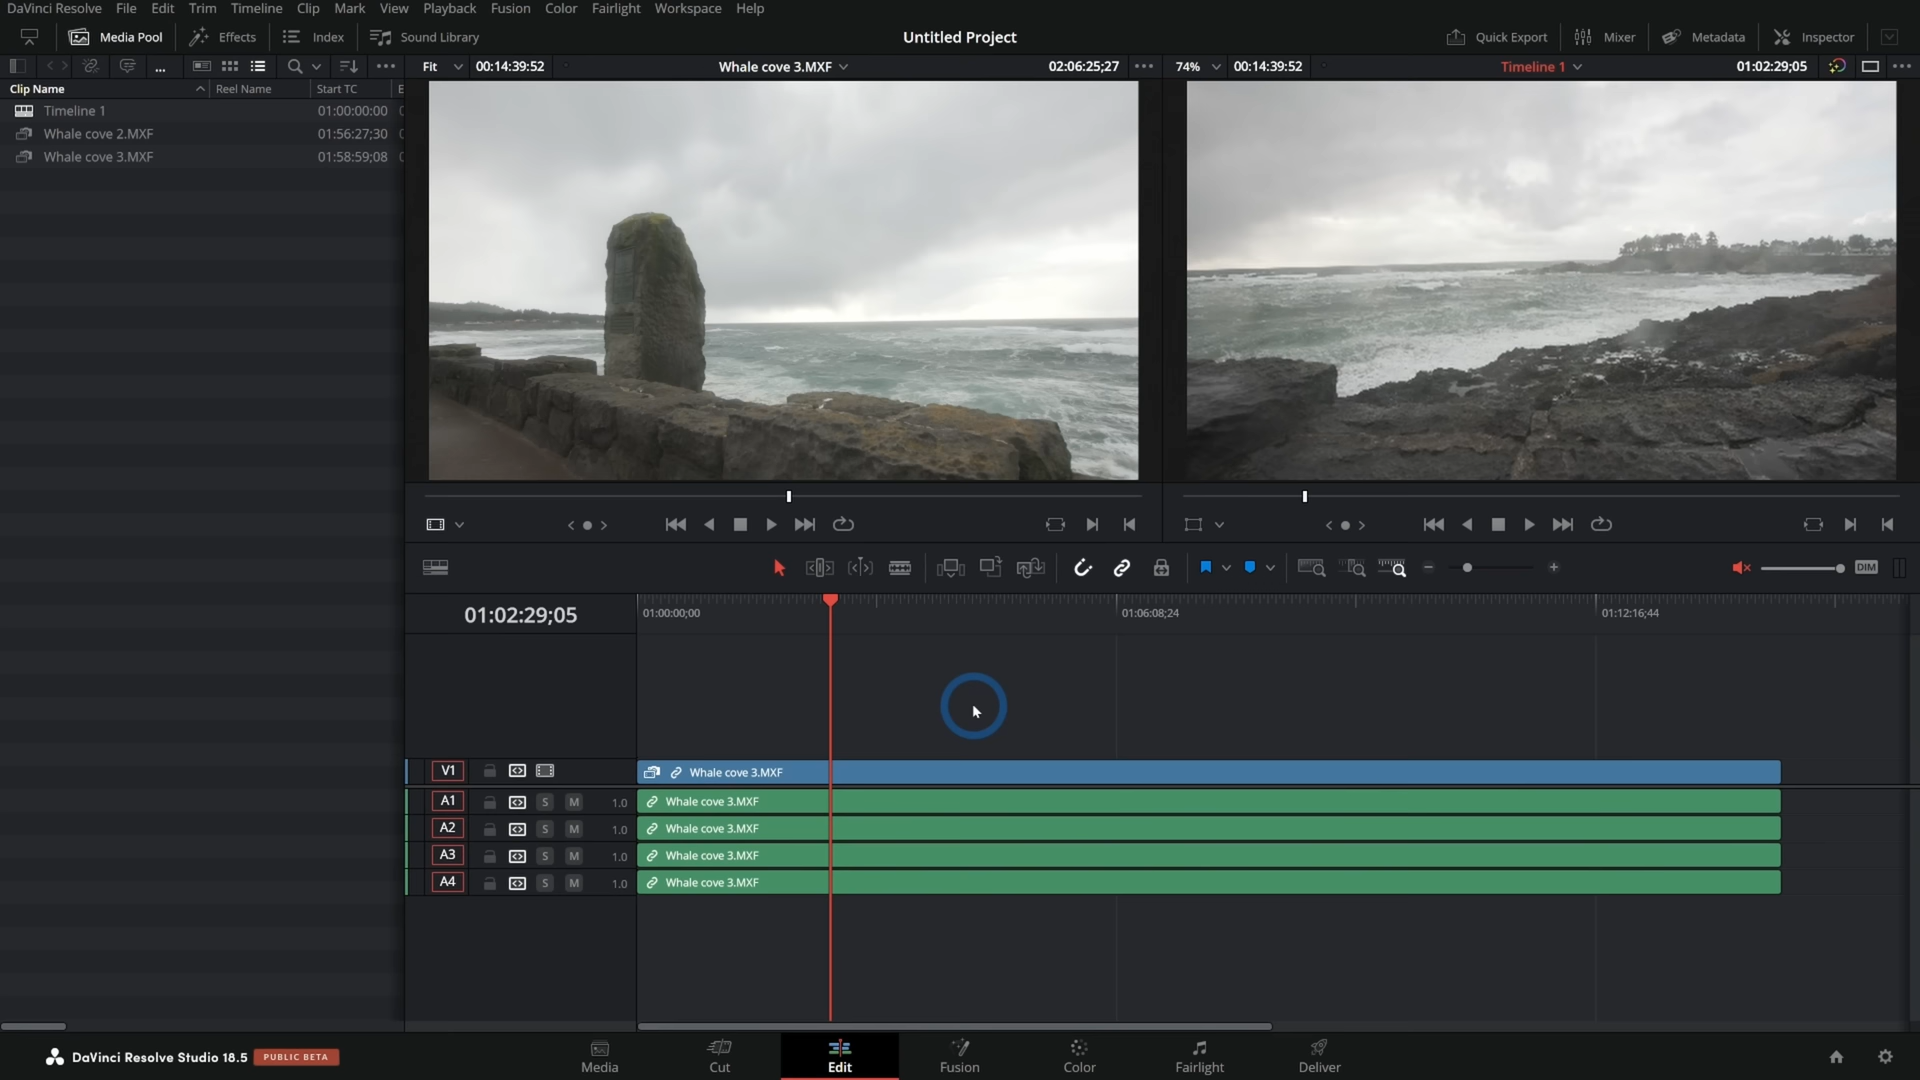 DaVinci Resolve File Edit Trim Timeline Clip Mark View Playback Fusion Color Fairlight Workspace Help
Media Pool Effects Index Sound Library Untitled Project Quick Export Mixer Metadata Inspector
... Fit 00:14:39:52 Whale cove 3.MXF 02:06:25;27 74% 00:14:39:52 Timeline 1 01:02:29;05
Clip Name Reel Name Start TC
Timeline 1 01:00:00:00
Whale cove 2.MXF 01:56:27;30
Whale cove 3.MXF 01:58:59;08
DIM
01:02:29;05 01:00:00;00 01:06:08;24 01:12:16;44
V1 Whale cove 3.MXF
A1 S M 1.0 Whale cove 3.MXF
A2 S M 1.0 Whale cove 3.MXF
A3 S M 1.0 Whale cove 3.MXF
A4 S M 1.0 Whale cove 3.MXF
DaVinci Resolve Studio 18.5 PUBLIC BETA Media Cut Edit Fusion Color Fairlight Deliver